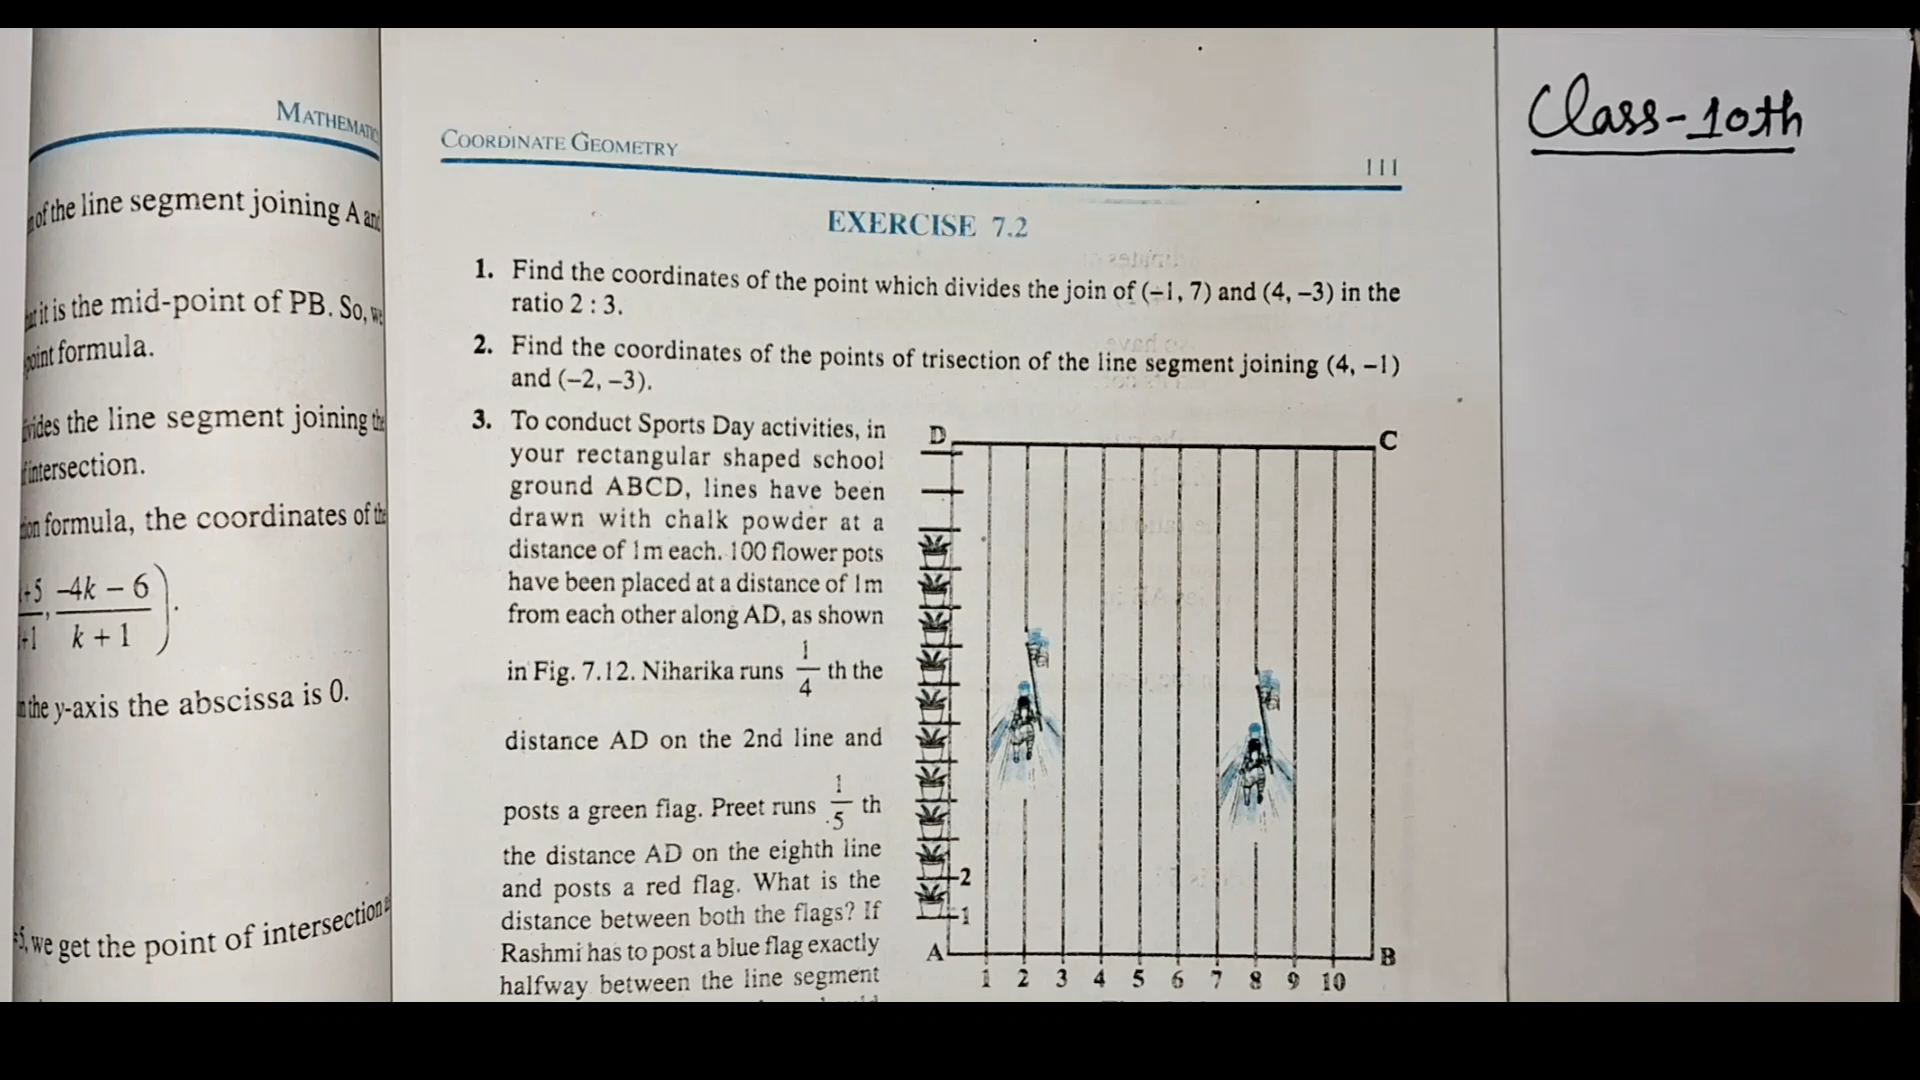 MATHEMATIC
of the line segment joining A and
it is the mid-point of PB. So, we
point formula.
vides the line segment joining the
intersection.
tion formula, the coordinates of the
+5 -4k – 6
+1 , k + 1 ) .
the y-axis the abscissa is 0.
we get the point of intersection
COORDINATE GEOMETRY
111
EXERCISE 7.2
1. Find the coordinates of the point which divides the join of (–1, 7) and (4, –3) in the
ratio 2 : 3.
2. Find the coordinates of the points of trisection of the line segment joining (4, –1)
and (–2, –3).
3. To conduct Sports Day activities, in
your rectangular shaped school
ground ABCD, lines have been
drawn with chalk powder at a
distance of 1m each. 100 flower pots
have been placed at a distance of 1m
from each other along AD, as shown
in Fig. 7.12. Niharika runs 1/4 th the
distance AD on the 2nd line and
posts a green flag. Preet runs 1/5 th
the distance AD on the eighth line
and posts a red flag. What is the
distance between both the flags? If
Rashmi has to post a blue flag exactly
halfway between the line segment
D C
2
1
A B
1 2 3 4 5 6 7 8 9 10
Class-10th